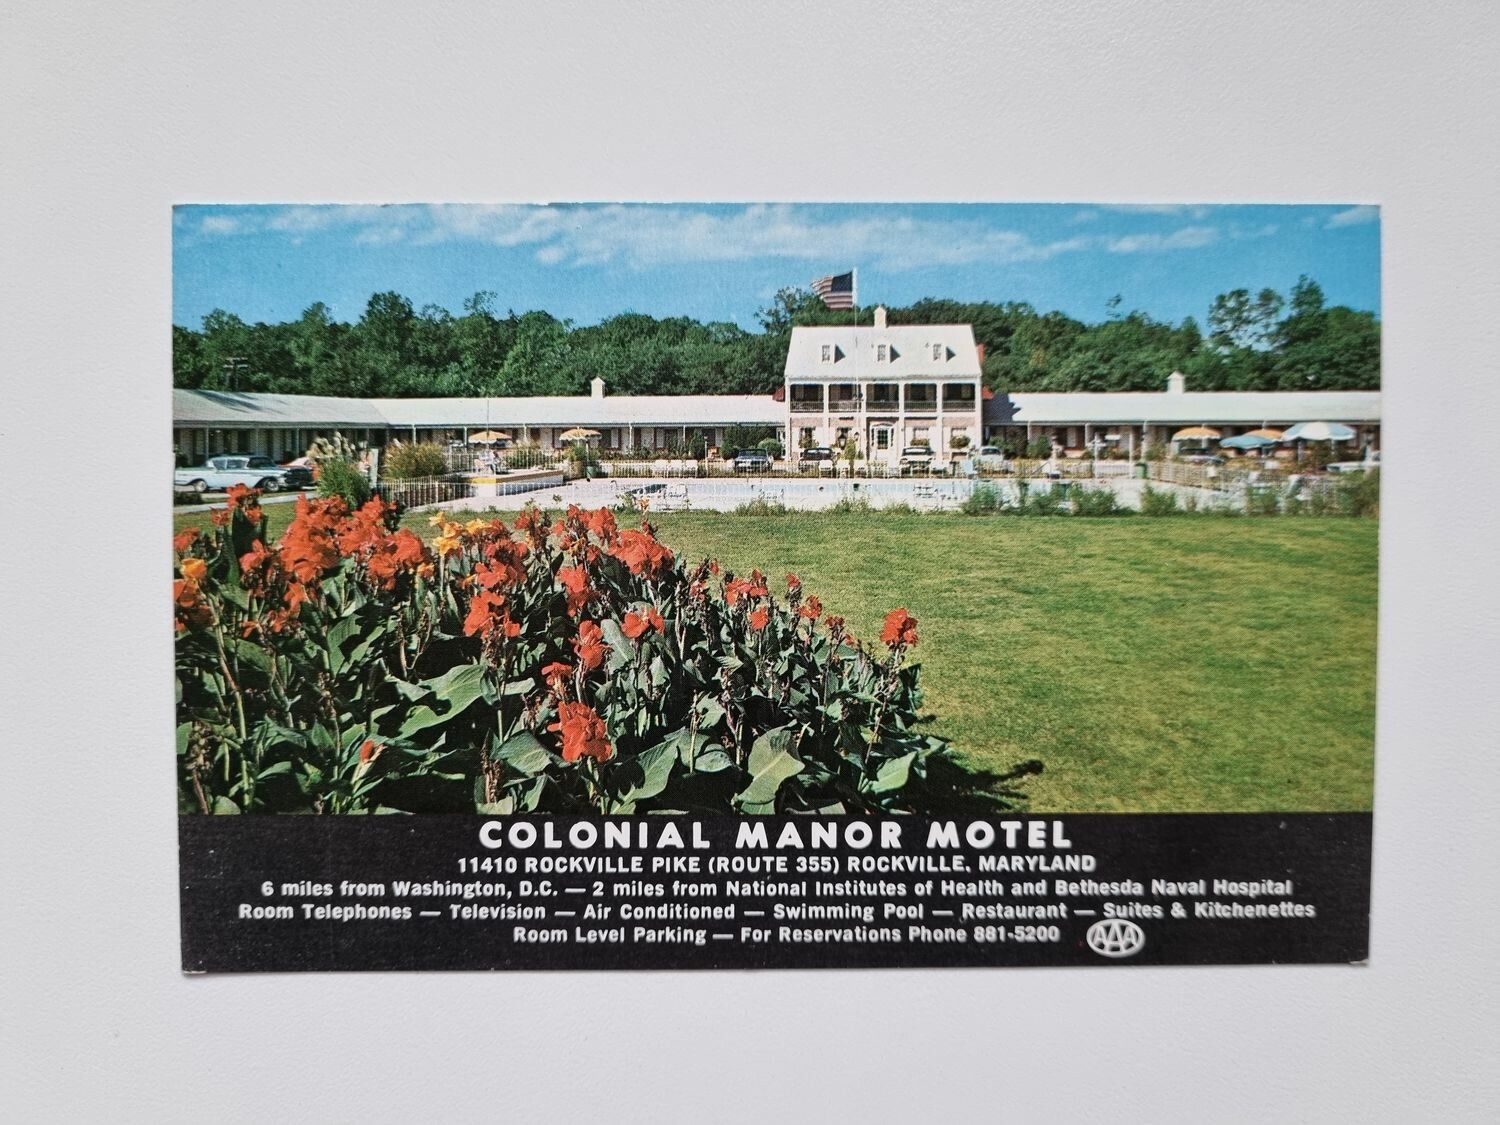 COLONIAL MANOR MOTEL
11410 ROCKVILLE PIKE (ROUTE 355) ROCKVILLE, MARYLAND
6 miles from Washington, D.C. — 2 miles from National Institutes of Health and Bethesda Naval Hospital
Room Telephones — Television — Air Conditioned — Swimming Pool — Restaurant — Suites & Kitchenettes
Room Level Parking — For Reservations Phone 881-5200 AAA